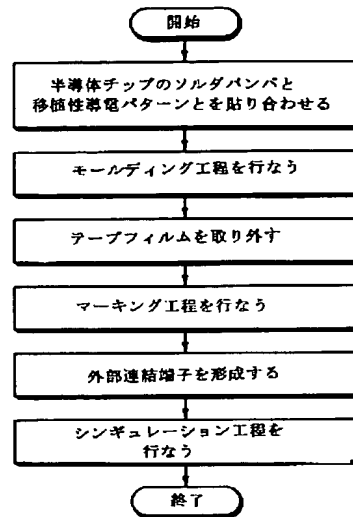 開始
半導体チップのソルダバンパと
移植性導電パターンとを貼り合わせる
モールディング工程を行なう
テープフィルムを取り外す
マーキング工程を行なう
外部連結端子を形成する
シンギュレーション工程を
行なう
終了